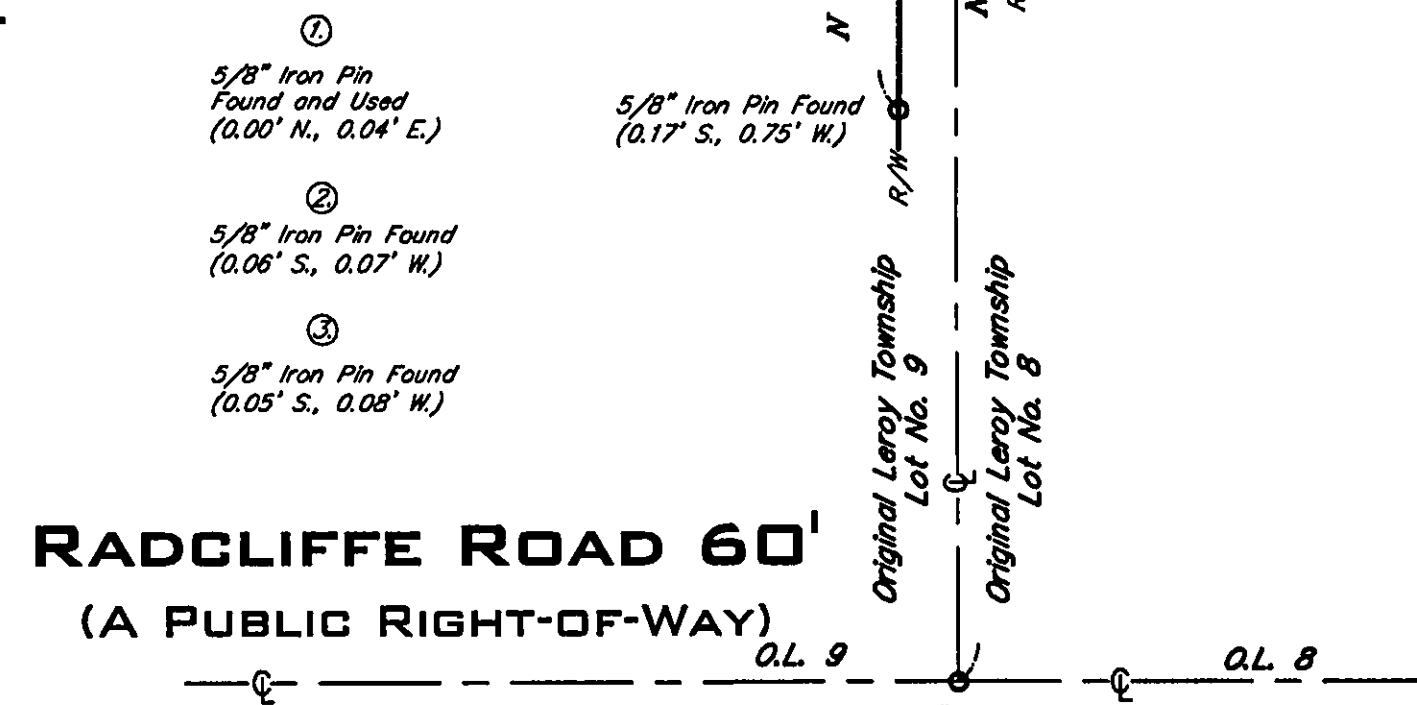 1.
5/8" Iron Pin
Found and Used
(0.00' N., 0.04' E.)
2.
5/8" Iron Pin Found
(0.06' S., 0.07' W.)
3.
5/8" Iron Pin Found
(0.05' S., 0.08' W.)
5/8" Iron Pin Found
(0.17' S., 0.75' W.)
N
R/W
N
Original Leroy Township
Lot No. 9
℄
Original Leroy Township
Lot No. 8
RADCLIFFE ROAD 60'
(A PUBLIC RIGHT-OF-WAY)
O.L. 9
O.L. 8
℄
℄